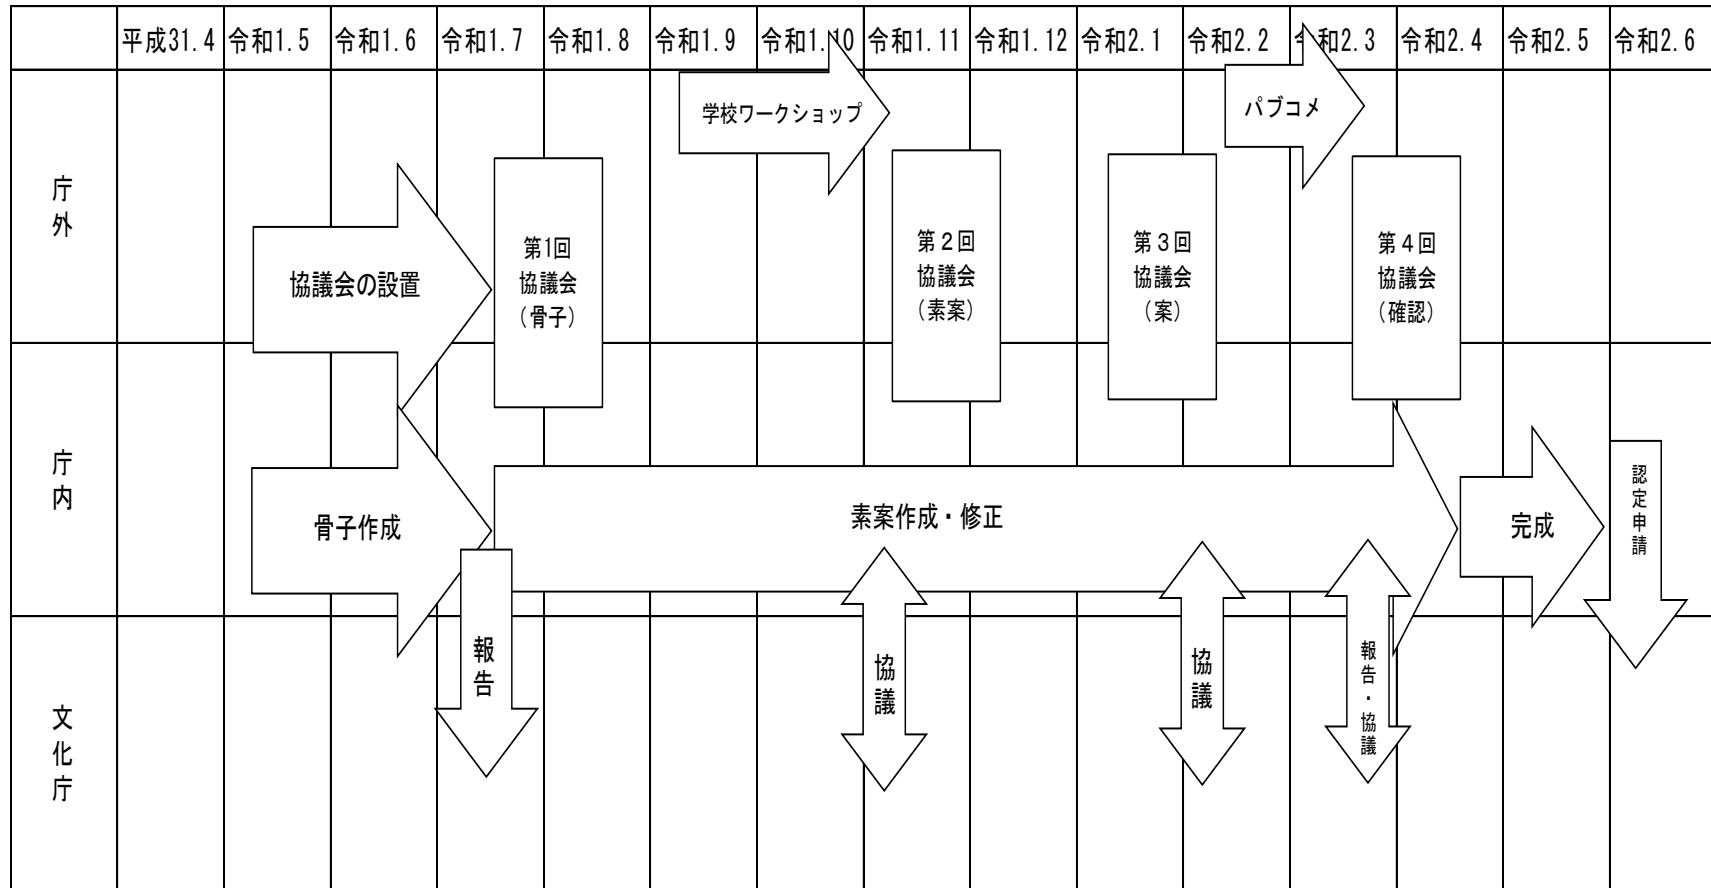 平成31.4 令和1.5 令和1.6 令和1.7 令和1.8 令和1.9 令和1.10 令和1.11 令和1.12 令和2.1 令和2.2 令和2.3 令和2.4 令和2.5 令和2.6
庁外
学校ワークショップ
パブコメ
協議会の設置
第1回
協議会
(骨子)
第2回
協議会
(素案)
第3回
協議会
(案)
第4回
協議会
(確認)
庁内
骨子作成
素案作成・修正
完成
認定申請
文化庁
報告
協議
協議
報告・協議